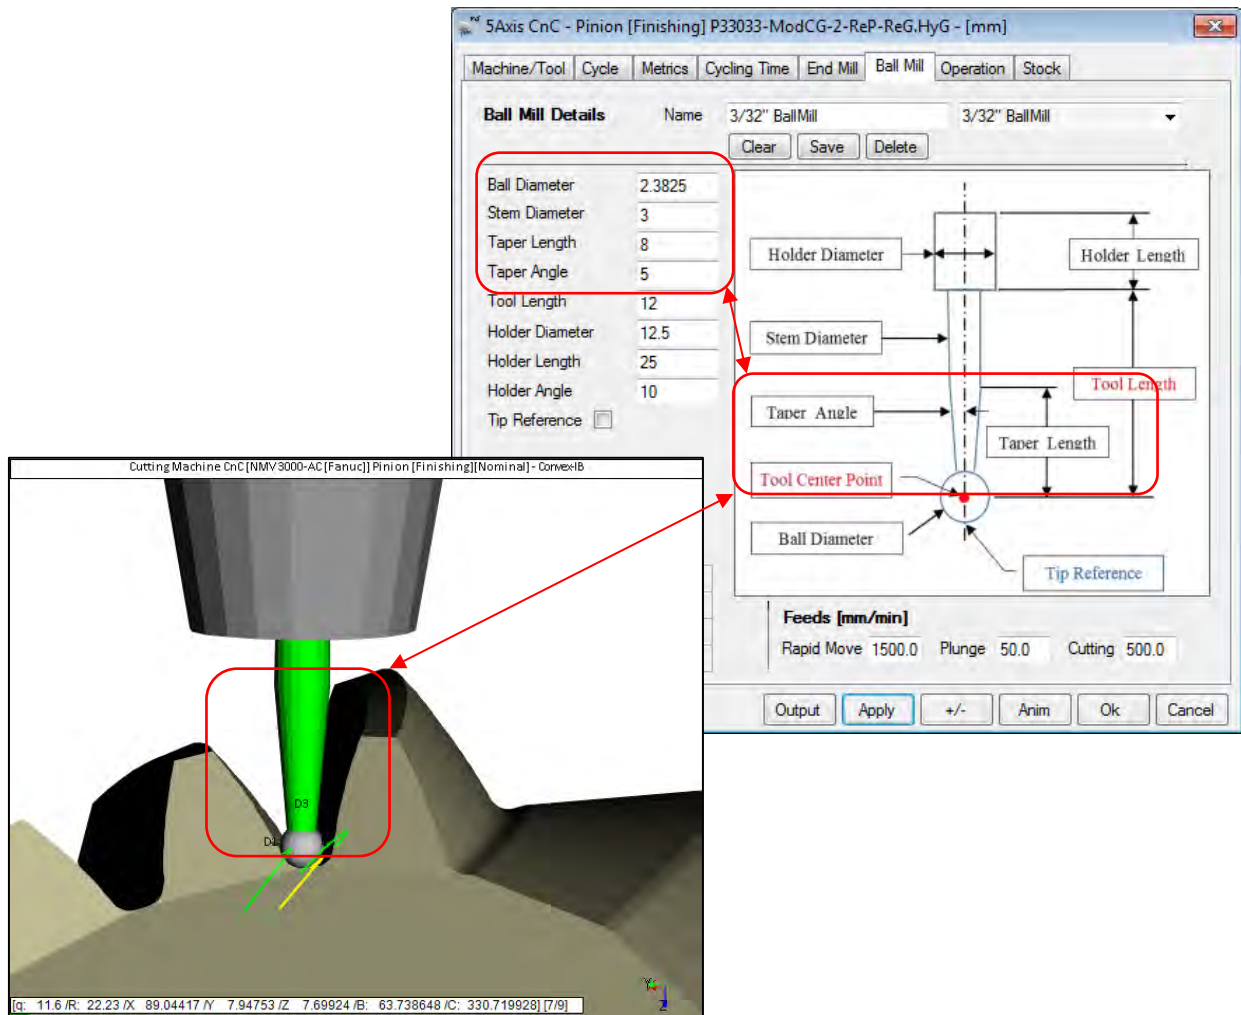 5Axis CnC - Pinion [Finishing] P33033-ModCG-2-ReP-ReG.HyG - [mm]
Machine/Tool Cycle Metrics Cycling Time End Mill Ball Mill Operation Stock
Ball Mill Details Name 3/32" BallMill 3/32" BallMill
Clear Save Delete
Ball Diameter 2.3825
Stem Diameter 3
Taper Length 8
Taper Angle 5
Tool Length 12
Holder Diameter 12.5
Holder Length 25
Holder Angle 10
Tip Reference
Holder Diameter
Holder Length
Stem Diameter
Tool Length
Taper Angle
Taper Length
Tool Center Point
Ball Diameter
Tip Reference
Feeds [mm/min]
Rapid Move 1500.0 Plunge 50.0 Cutting 500.0
Output Apply +/- Anim Ok Cancel
Cutting Machine CnC [NMV3000-AC [Fanuc]] Pinion [Finishing][Nominal] - Convex-IB
D3
Y
Z
[q: 11.6 /R: 22.23 /X 89.04417 /Y 7.94753 /Z 7.69924 /B: 63.738648 /C: 330.719928] [7/9]